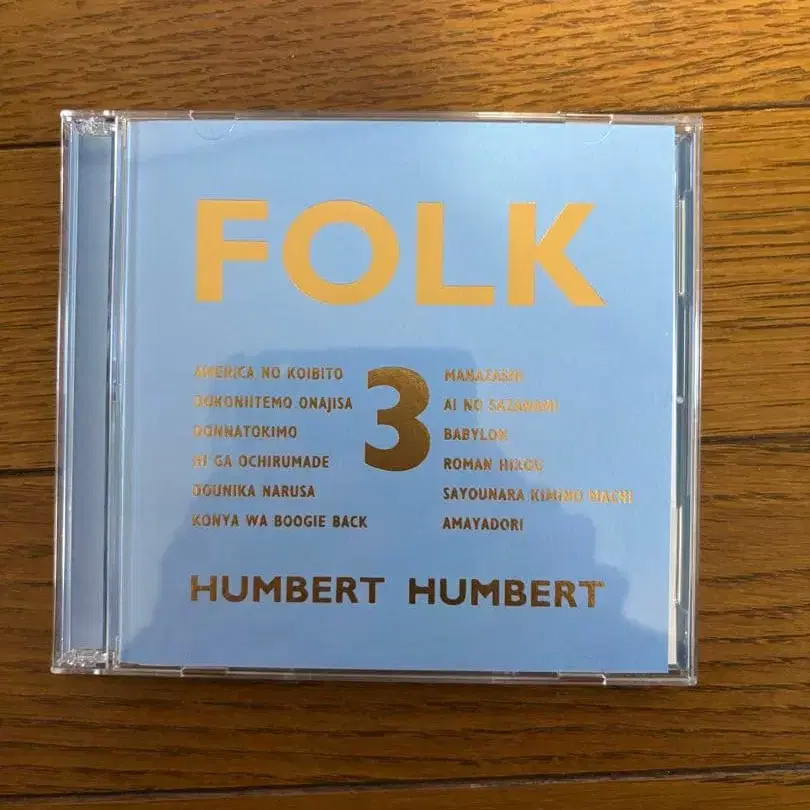 FOLK
3
AMERICA NO KOIBITO
DOKONIITEMO ONAJISA
DONNATOKIMO
HI GA OCHIRUMADE
DOUNIKA NARUSA
KONYA WA BOOGIE BACK
MANAZASHI
AI NO SAZANAMI
BABYLON
ROMAN HIKOU
SAYOUNARA KIMINO MACHI
AMAYADORI
HUMBERT HUMBERT